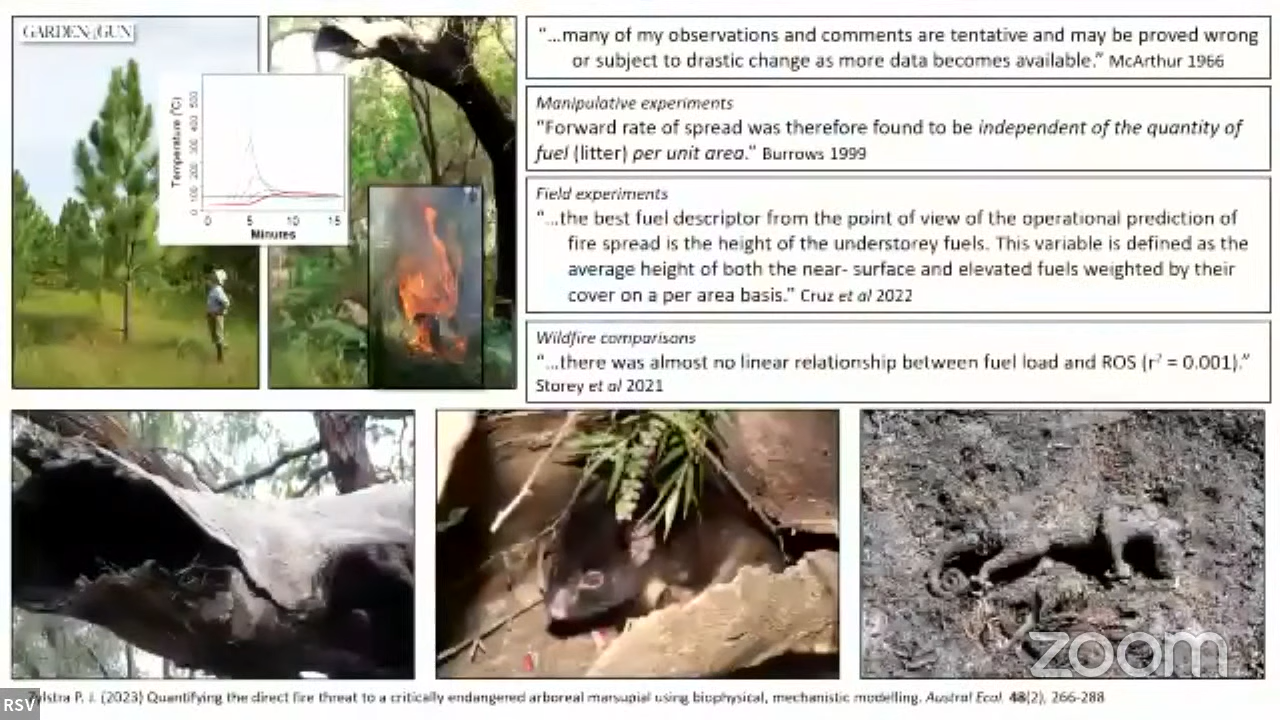 GARDEN&GUN
Temperature (°C)
0 100 200 300 400 500
0 5 10 15
Minutes
"...many of my observations and comments are tentative and may be proved wrong
or subject to drastic change as more data becomes available." McArthur 1966
Manipulative experiments
"Forward rate of spread was therefore found to be independent of the quantity of
fuel (litter) per unit area." Burrows 1999
Field experiments
"...the best fuel descriptor from the point of view of the operational prediction of
fire spread is the height of the understorey fuels. This variable is defined as the
average height of both the near- surface and elevated fuels weighted by their
cover on a per area basis." Cruz et al 2022
Wildfire comparisons
"...there was almost no linear relationship between fuel load and ROS (r² = 0.001)."
Storey et al 2021
zoom
RSV
Zylstra P. J. (2023) Quantifying the direct fire threat to a critically endangered arboreal marsupial using biophysical, mechanistic modelling. Austral Ecol. 48(2), 266-288